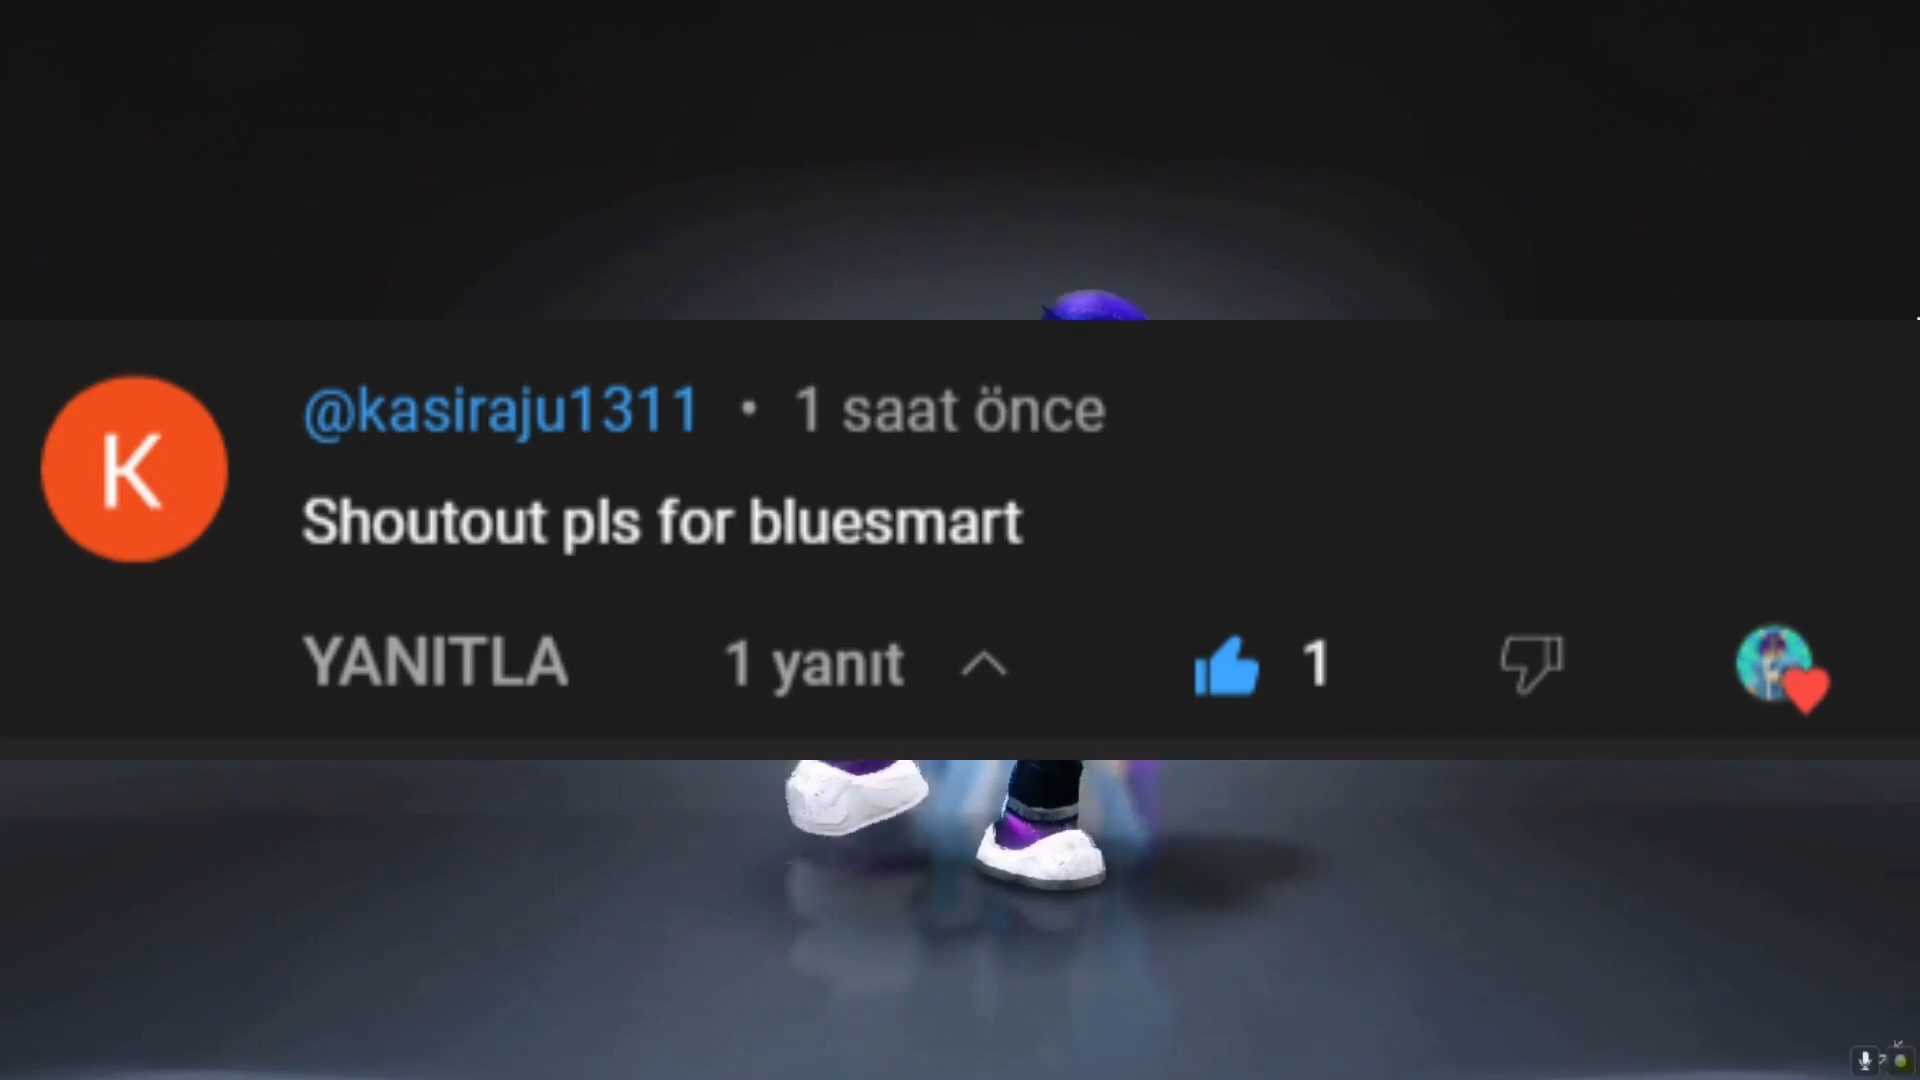 K
@kasiraju1311 • 1 saat önce
Shoutout pls for bluesmart
YANITLA 1 yanıt 1